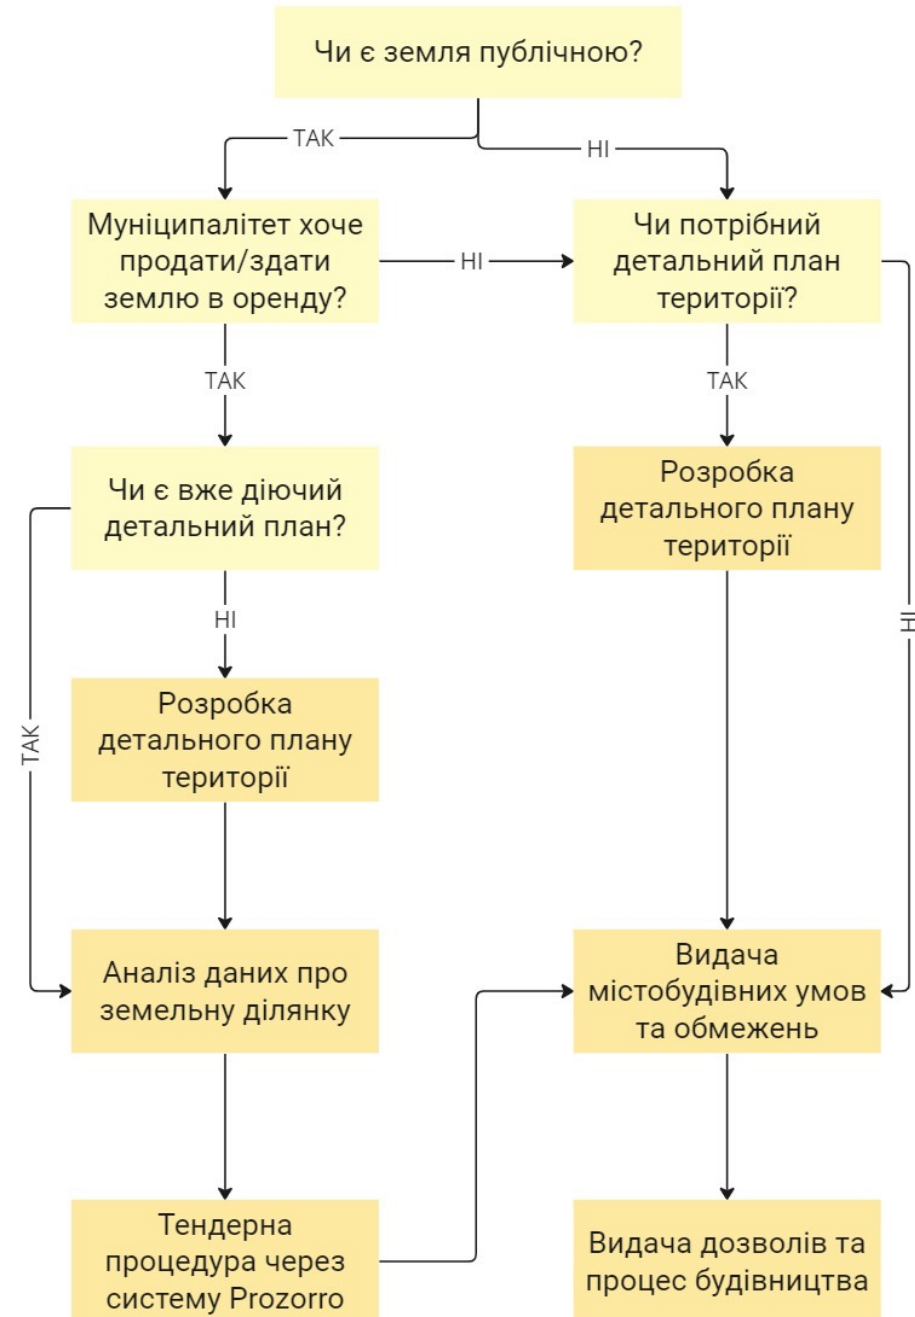 Чи є земля публічною?
ТАК
НІ
Муніципалітет хоче
продати/здати
землю в оренду?
НІ
Чи потрібний
детальний план
території?
ТАК
ТАК
Чи є вже діючий
детальний план?
Розробка
детального плану
території
НІ
НІ
ТАК
Розробка
детального плану
території
Аналіз даних про
земельну ділянку
Видача
містобудівних умов
та обмежень
Тендерна
процедура через
систему Prozorro
Видача дозволів та
процес будівництва